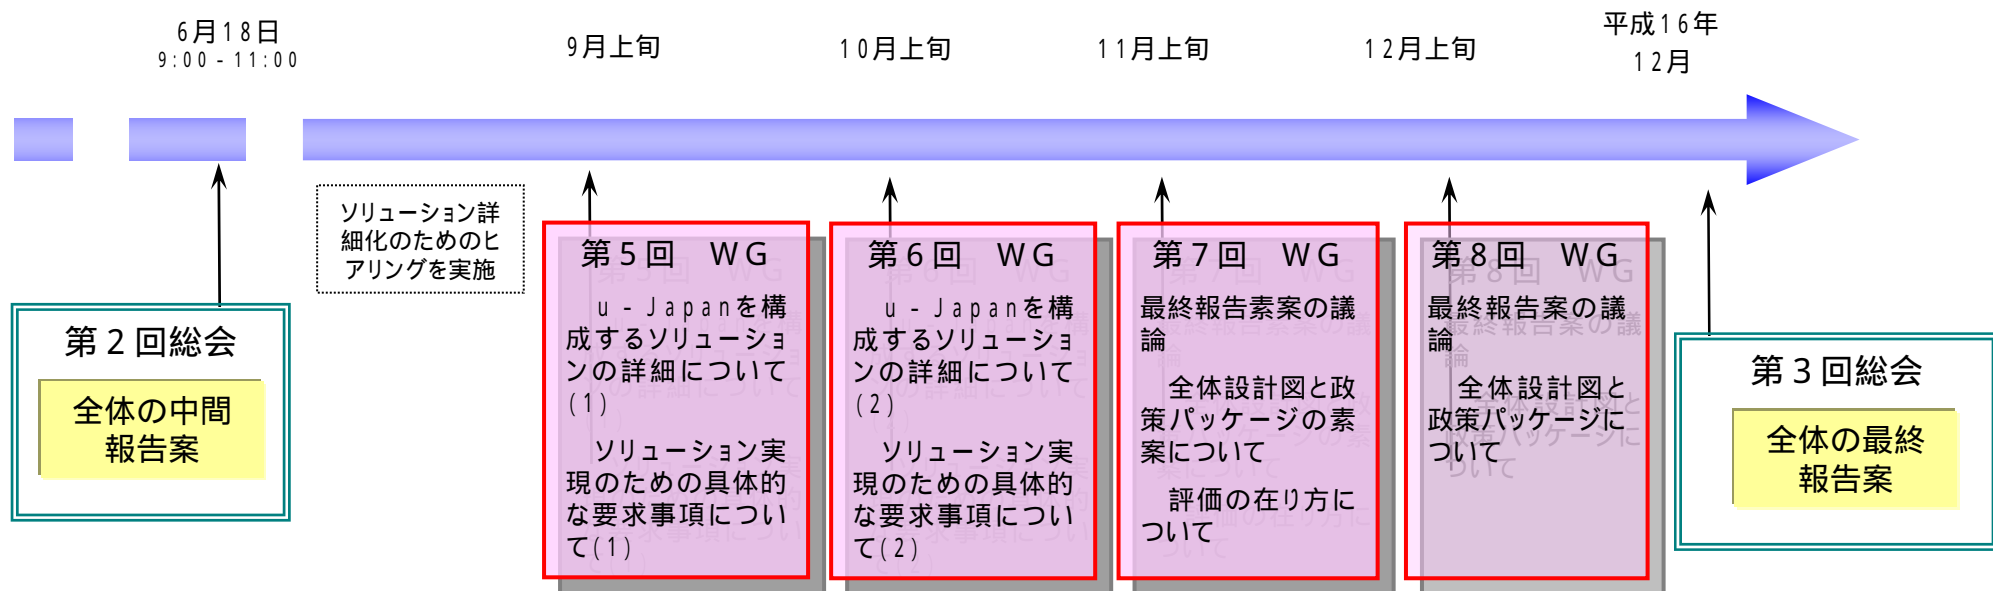 6月18日
9:00-11:00
9月上旬
10月上旬
11月上旬
12月上旬
平成16年
12月
ソリューション詳
細化のためのヒ
アリングを実施
第2回総会
全体の中間
報告案
第5回　WG
u-Japanを構
成するソリューショ
ンの詳細について
(1)
ソリューション実
現のための具体的
な要求事項につい
て(1)
第6回　WG
u-Japanを構
成するソリューショ
ンの詳細について
(2)
ソリューション実
現のための具体的
な要求事項につい
て(2)
第7回　WG
最終報告素案の議
論
全体設計図と政
策パッケージの素
案について
評価の在り方に
ついて
第8回　WG
最終報告案の議
論
全体設計図と
政策パッケージに
ついて
第3回総会
全体の最終
報告案